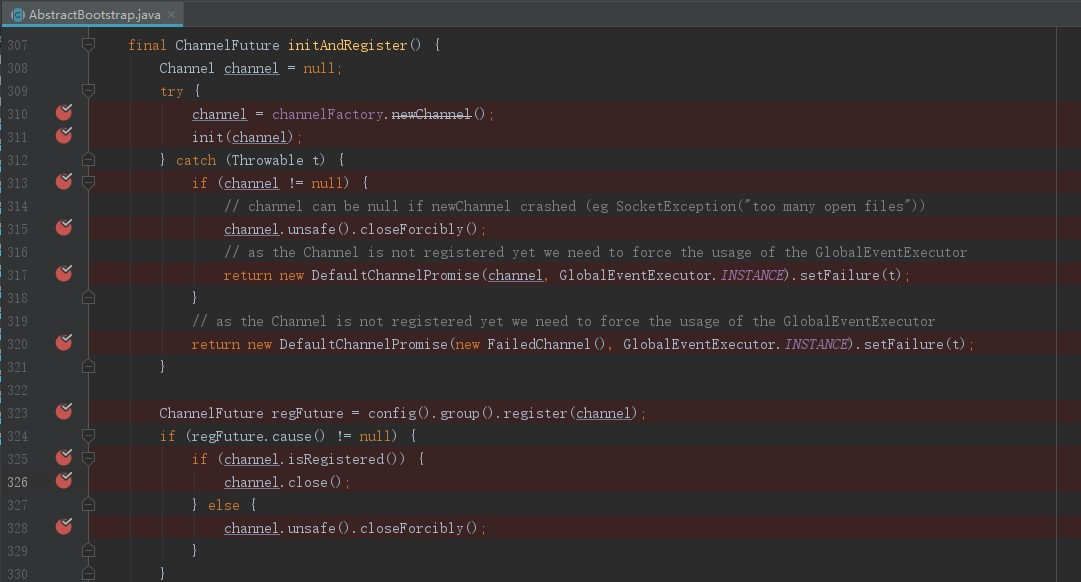 AbstractBootstrap.java
307 final ChannelFuture initAndRegister() {
308 Channel channel = null;
309 try {
310 channel = channelFactory.newChannel();
311 init(channel);
312 } catch (Throwable t) {
313 if (channel != null) {
314 // channel can be null if newChannel crashed (eg SocketException("too many open files"))
315 channel.unsafe().closeForcibly();
316 // as the Channel is not registered yet we need to force the usage of the GlobalEventExecutor
317 return new DefaultChannelPromise(channel, GlobalEventExecutor.INSTANCE).setFailure(t);
318 }
319 // as the Channel is not registered yet we need to force the usage of the GlobalEventExecutor
320 return new DefaultChannelPromise(new FailedChannel(), GlobalEventExecutor.INSTANCE).setFailure(t);
321 }
322
323 ChannelFuture regFuture = config().group().register(channel);
324 if (regFuture.cause() != null) {
325 if (channel.isRegistered()) {
326 channel.close();
327 } else {
328 channel.unsafe().closeForcibly();
329 }
330 }